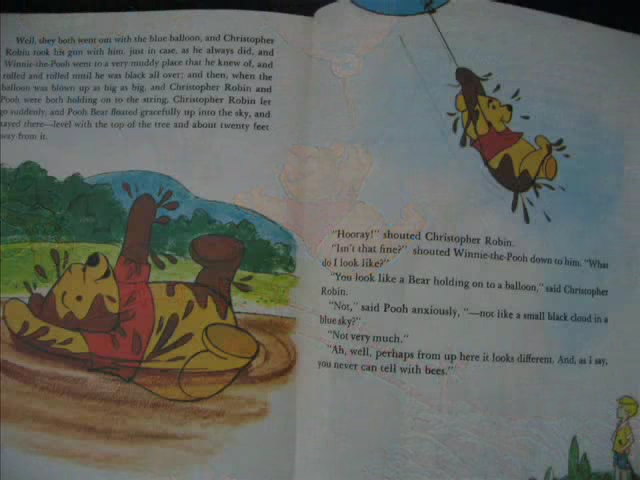 Well, they both went out with the blue balloon, and Christopher
Robin took his gun with him, just in case, as he always did, and
Winnie-the-Pooh went to a very muddy place that he knew of, and
rolled and rolled until he was black all over; and then, when the
balloon was blown up as big as big, and Christopher Robin and
Pooh were both holding on to the string, Christopher Robin let
go suddenly, and Pooh Bear floated gracefully up into the sky, and
stayed there—level with the top of the tree and about twenty feet
away from it.
"Hooray!" shouted Christopher Robin.
"Isn't that fine?" shouted Winnie-the-Pooh down to him. "What
do I look like?"
"You look like a Bear holding on to a balloon," said Christopher
Robin.
"Not," said Pooh anxiously, "—not like a small black cloud in a
blue sky?"
"Not very much."
"Ah, well, perhaps from up here it looks different. And, as I say,
you never can tell with bees."